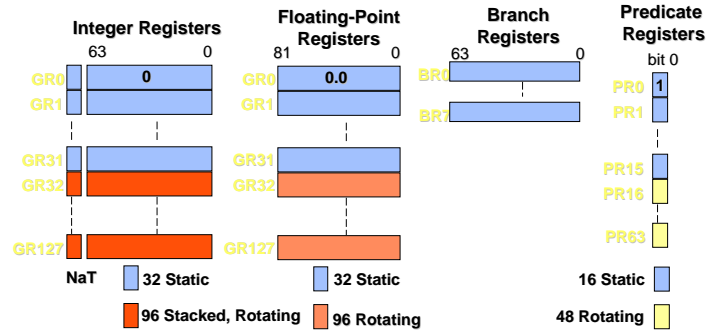 Integer Registers
63 0
GR0 0
GR1
GR31
GR32
GR127
NaT
32 Static
96 Stacked, Rotating
Floating-Point
Registers
81 0
GR0 0.0
GR1
GR31
GR32
GR127
32 Static
96 Rotating
Branch
Registers
63 0
BR0
BR7
Predicate
Registers
bit 0
PR0 1
PR1
PR15
PR16
PR63
16 Static
48 Rotating